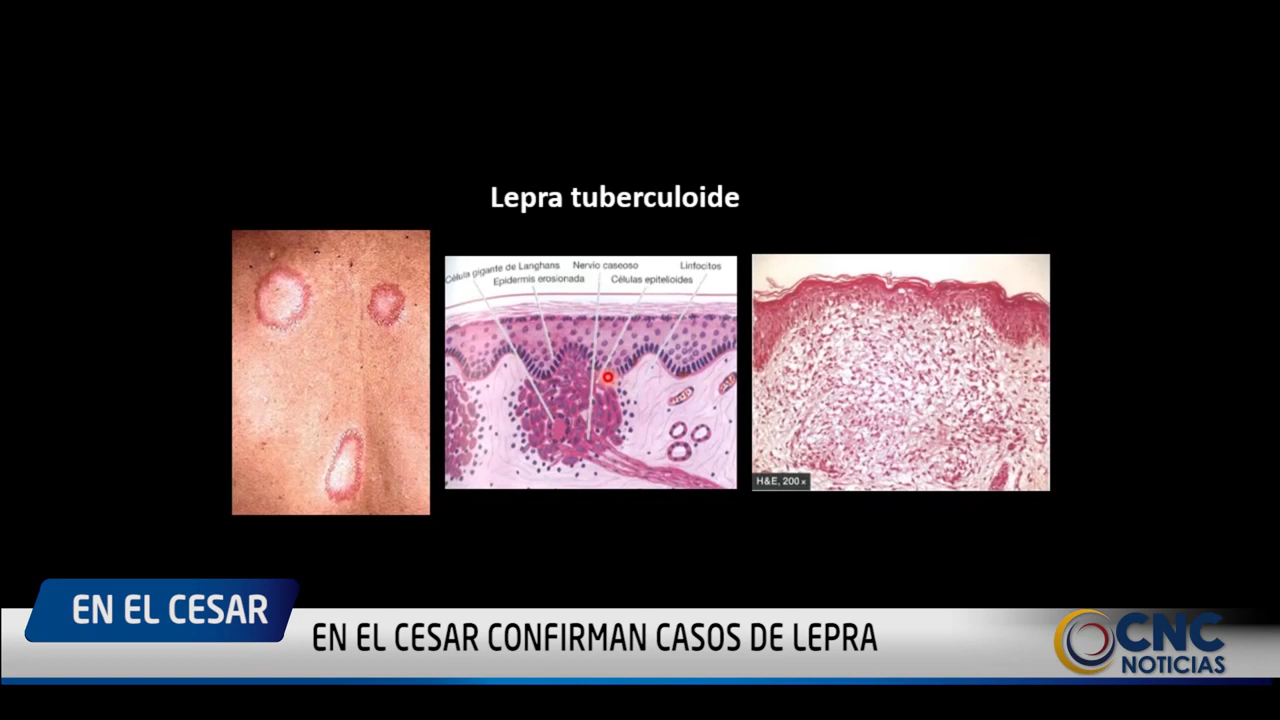 Lepra tuberculoide
Célula gigante de Langhans Nervio caseoso Linfocitos
Epidermis erosionada Células epitelioides
H&E, 200 x
EN EL CESAR
EN EL CESAR CONFIRMAN CASOS DE LEPRA
CNC
NOTICIAS